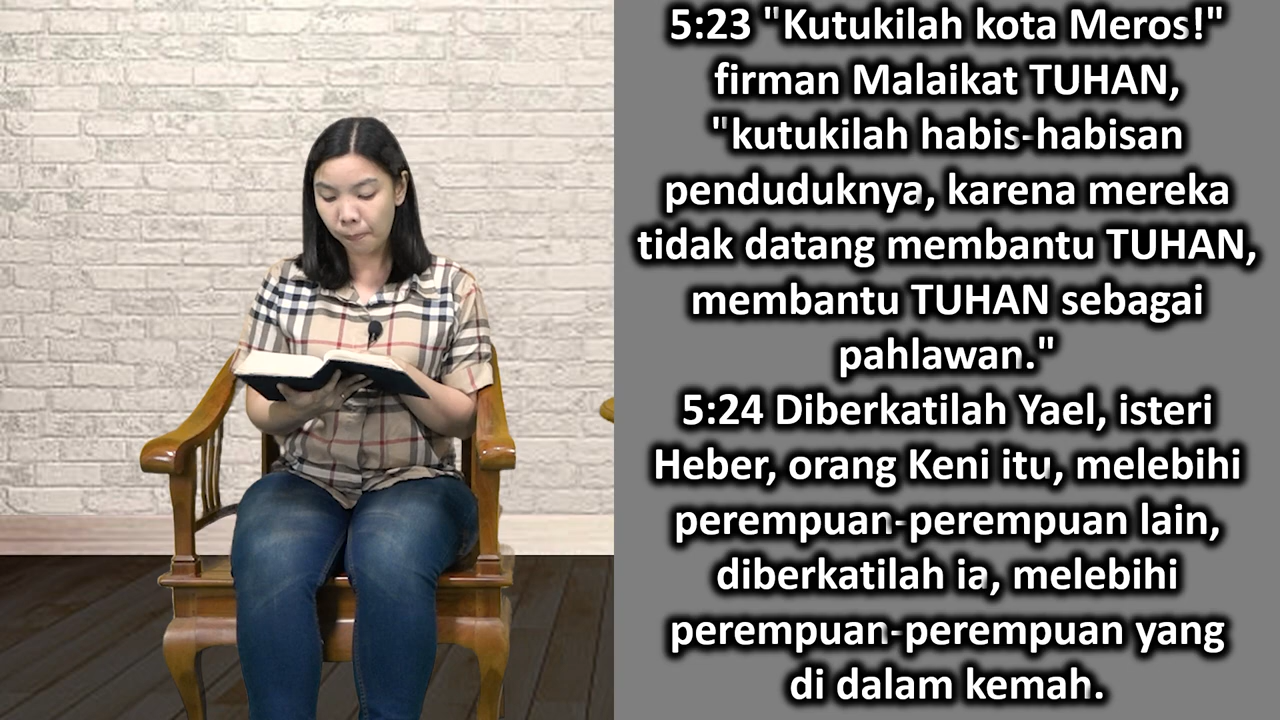 5:23 "Kutukilah kota Meros!"
firman Malaikat TUHAN,
"kutukilah habis-habisan
penduduknya, karena mereka
tidak datang membantu TUHAN,
membantu TUHAN sebagai
pahlawan."
5:24 Diberkatilah Yael, isteri
Heber, orang Keni itu, melebihi
perempuan-perempuan lain,
diberkatilah ia, melebihi
perempuan-perempuan yang
di dalam kemah.